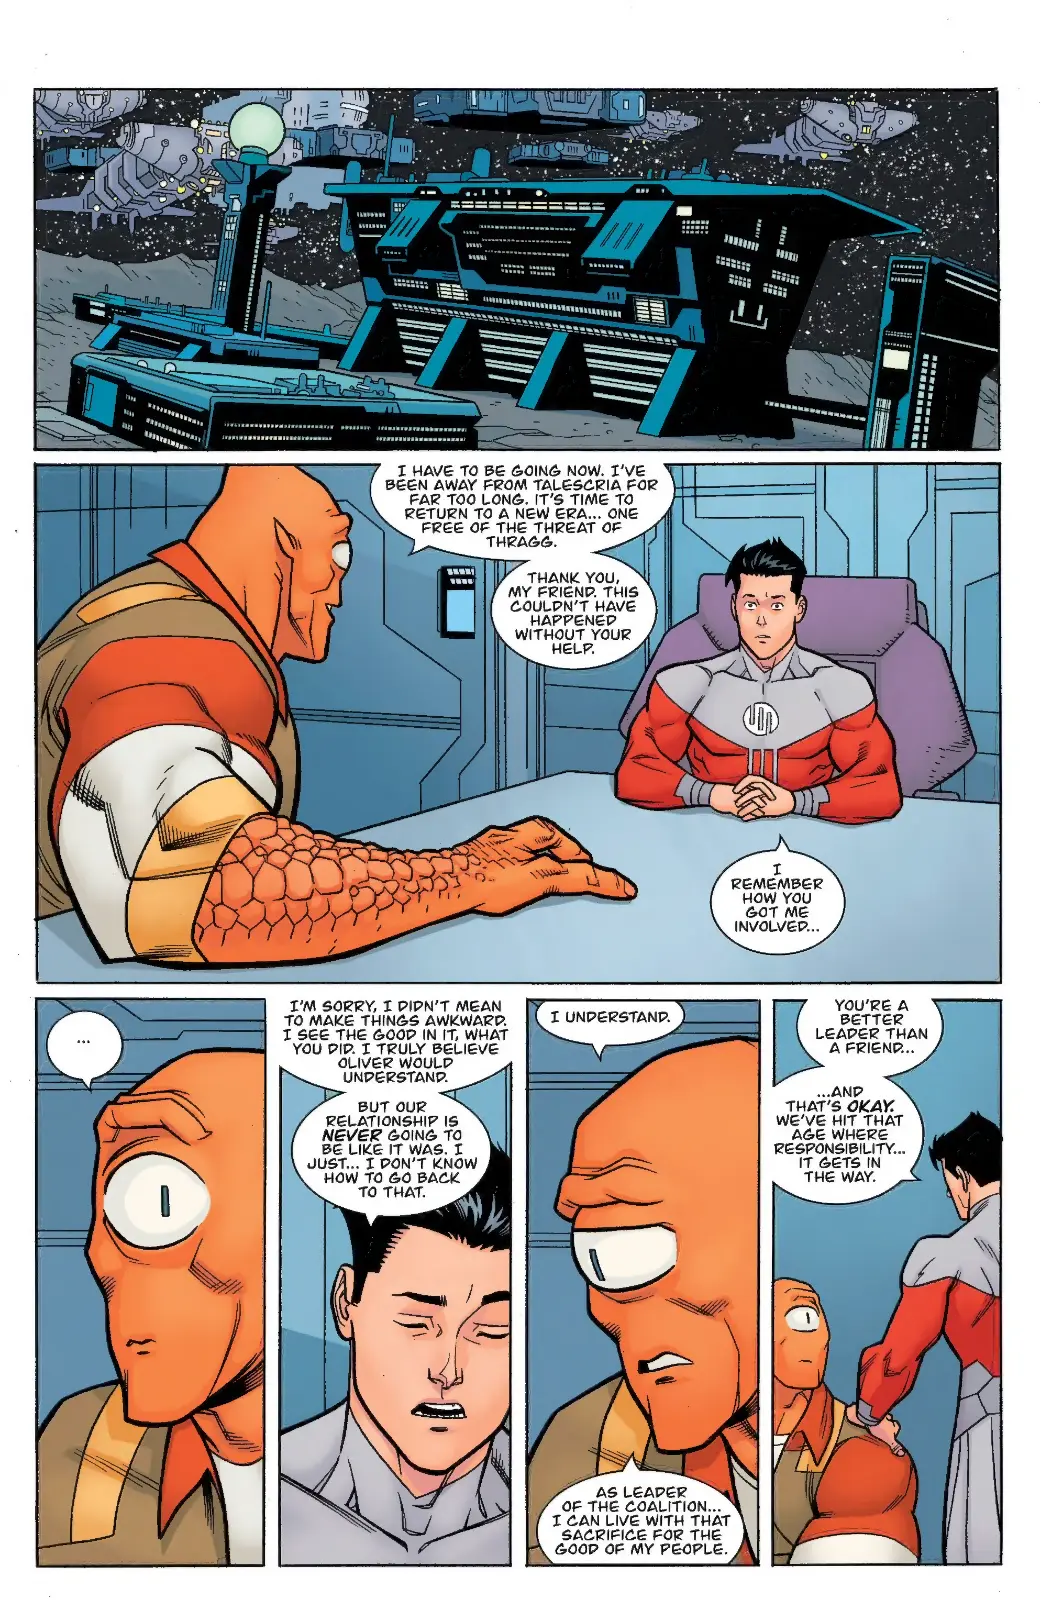 I HAVE TO BE GOING NOW. I'VE
BEEN AWAY FROM TALESCRIA FOR
FAR TOO LONG. IT'S TIME TO
RETURN TO A NEW ERA... ONE
FREE OF THE THREAT OF
THRAGG.
THANK YOU,
MY FRIEND. THIS
COULDN'T HAVE
HAPPENED
WITHOUT YOUR
HELP.
I
REMEMBER
HOW YOU
GOT ME
INVOLVED...
...
I'M SORRY, I DIDN'T MEAN
TO MAKE THINGS AWKWARD.
I SEE THE GOOD IN IT, WHAT
YOU DID. I TRULY BELIEVE
OLIVER WOULD
UNDERSTAND.
BUT OUR
RELATIONSHIP IS
NEVER GOING TO
BE LIKE IT WAS. I
JUST... I DON'T KNOW
HOW TO GO BACK
TO THAT.
I UNDERSTAND.
AS LEADER
OF THE COALITION...
I CAN LIVE WITH THAT
SACRIFICE FOR THE
GOOD OF MY PEOPLE.
YOU'RE A
BETTER
LEADER THAN
A FRIEND...
...AND
THAT'S OKAY.
WE'VE HIT THAT
AGE WHERE
RESPONSIBILITY...
IT GETS IN
THE WAY.